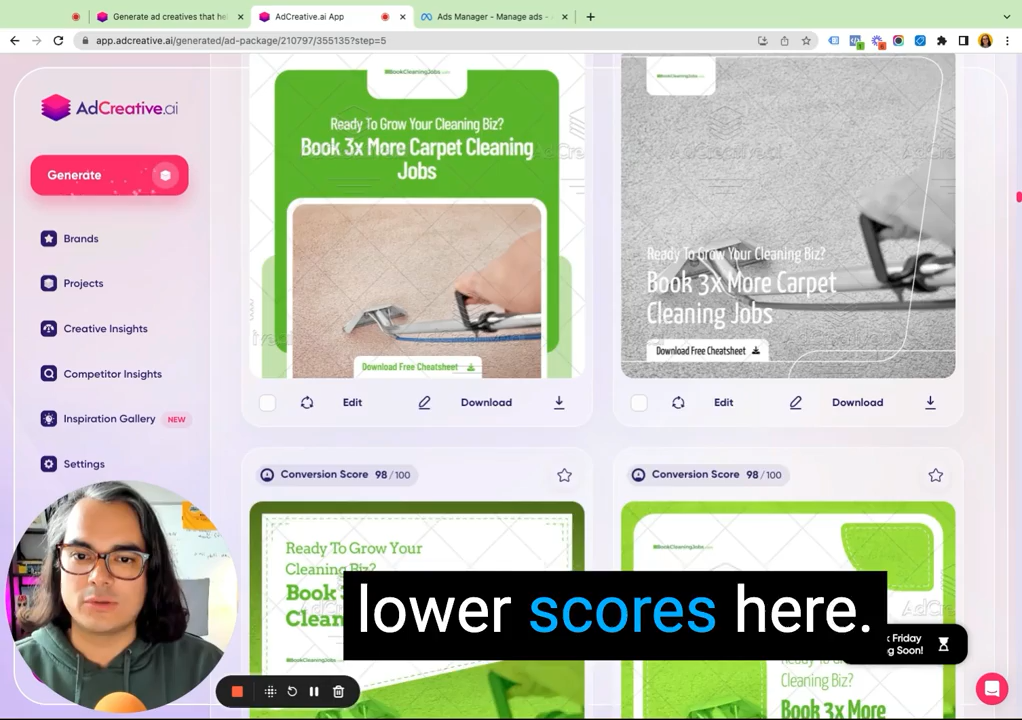 Generate ad creatives that hel
AdCreative.ai App
Ads Manager - Manage ads -
app.adcreative.ai/generated/ad-package/210797/355135?step=5
AdCreative.ai
Generate
Brands
Projects
Creative Insights
Competitor Insights
Inspiration Gallery NEW
Settings
BookCleaningJobs.com
Ready To Grow Your Cleaning Biz?
Book 3x More Carpet Cleaning
Jobs
Download Free Cheatsheet
Edit
Download
Ready To Grow Your Cleaning Biz?
Book 3x More Carpet
Cleaning Jobs
Download Free Cheatsheet
Edit
Download
Conversion Score 98 /100
Ready To Grow Your
Cleaning Biz?
Book 3
Clean
Conversion Score 98 /100
Cleaning Biz?
Book 3x More
lower scores here.
k Friday
g Soon!